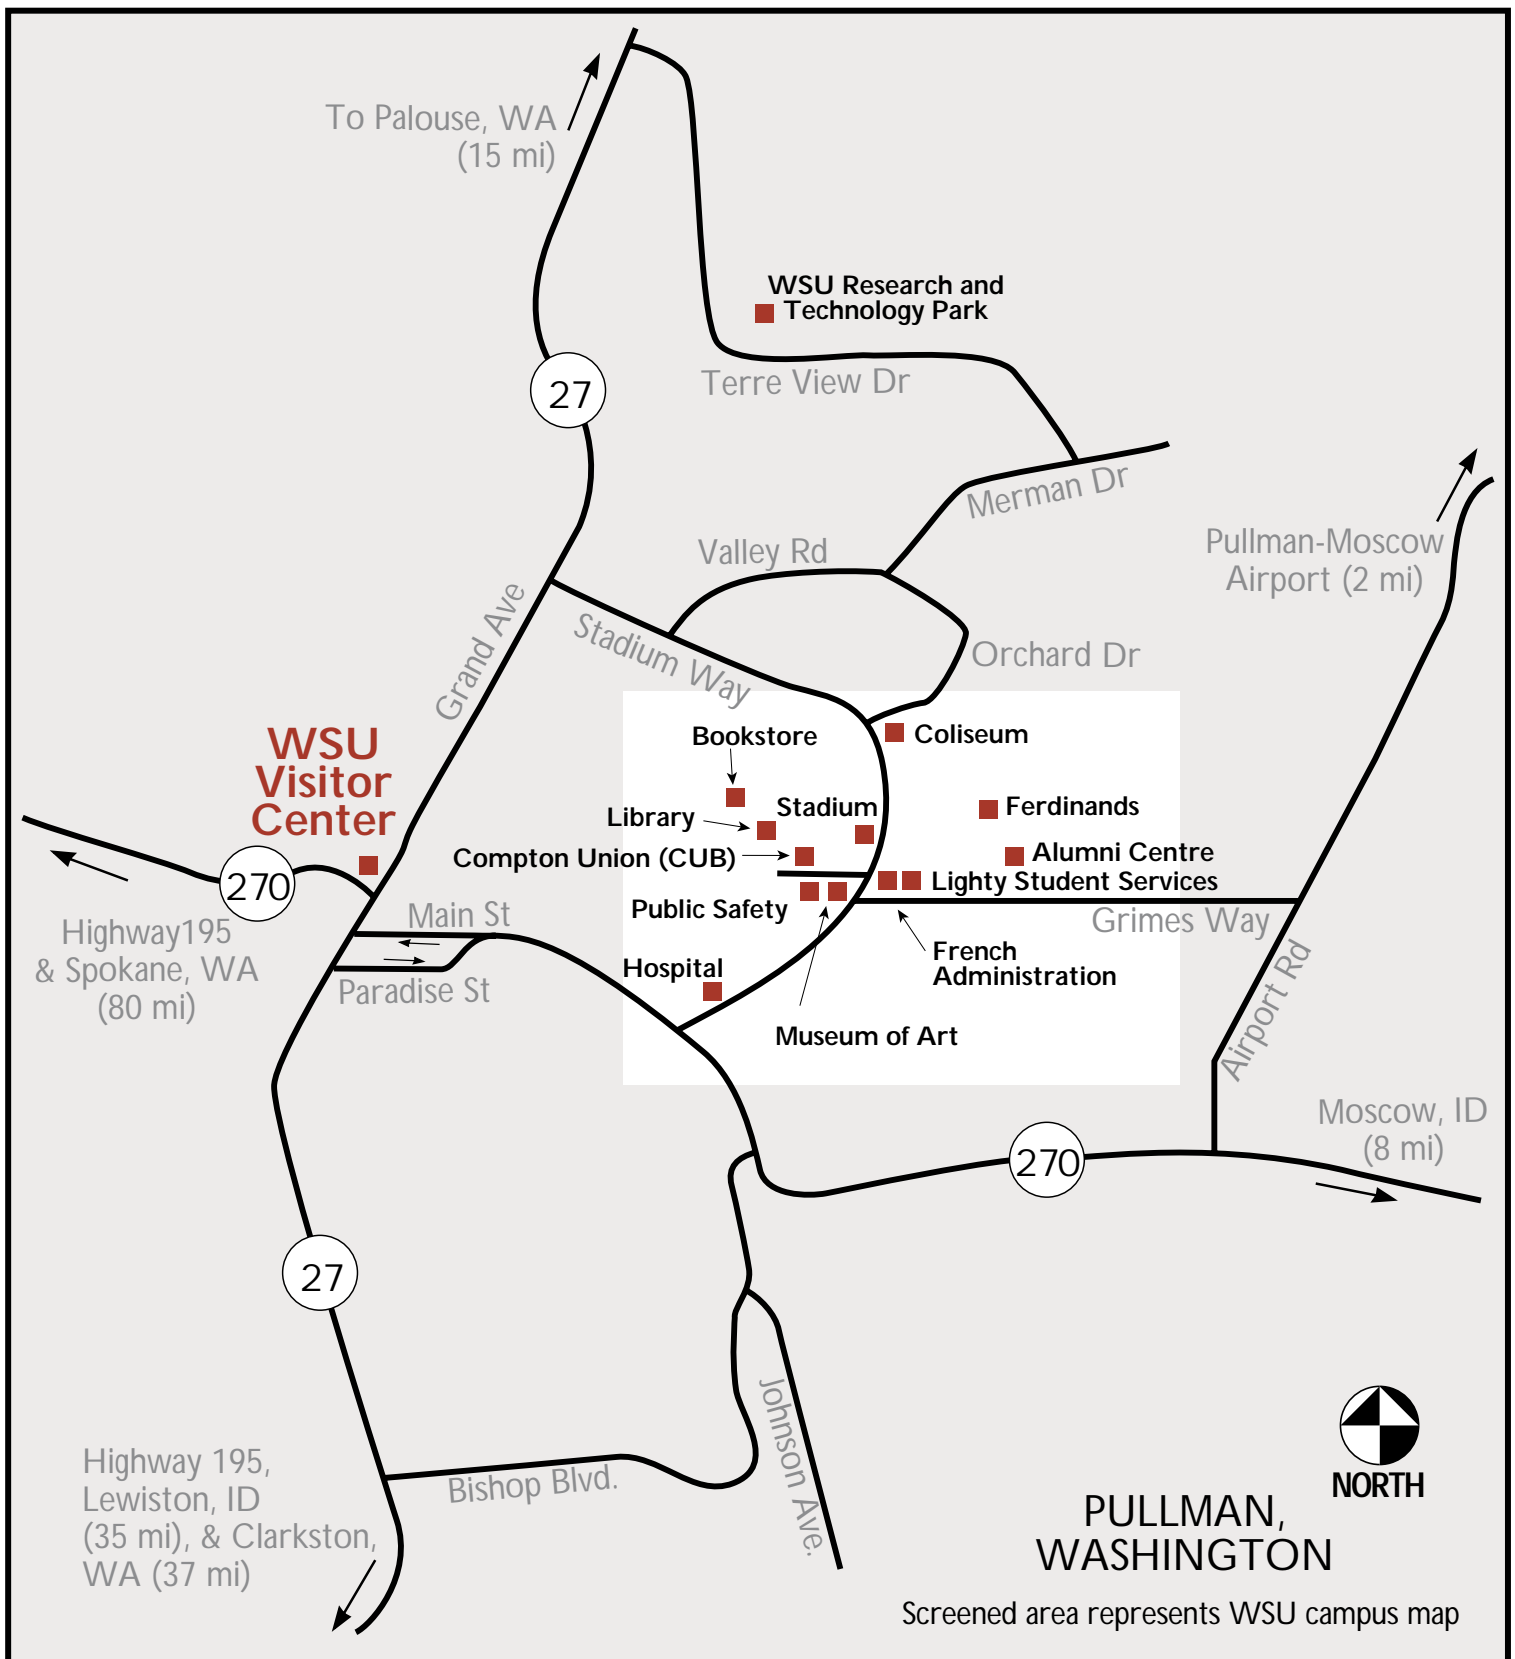 To Palouse, WA
(15 mi)
WSU Research and
Technology Park
Terre View Dr
27
Merman Dr
Valley Rd
Pullman-Moscow
Airport (2 mi)
Grand Ave
Stadium Way
Orchard Dr
WSU
Visitor
Center
Bookstore
Coliseum
Library
Stadium
Ferdinands
Compton Union (CUB)
Alumni Centre
Lighty Student Services
270
Main St
Public Safety
Grimes Way
Highway195
& Spokane, WA
(80 mi)
French
Administration
Hospital
Paradise St
Airport Rd
Museum of Art
Moscow, ID
(8 mi)
270
27
Johnson Ave.
Bishop Blvd.
Highway 195,
Lewiston, ID
(35 mi), & Clarkston,
WA (37 mi)
NORTH
PULLMAN,
WASHINGTON
Screened area represents WSU campus map